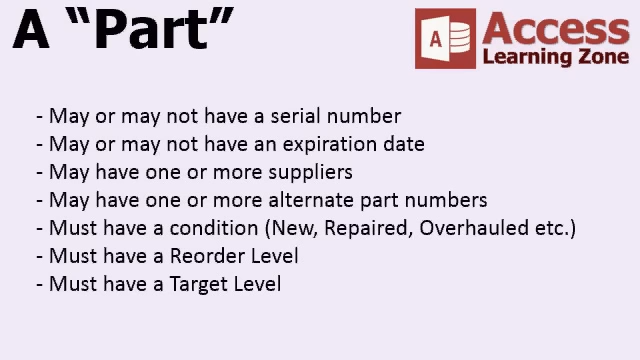 A “Part”
A
Access
Learning Zone
- May or may not have a serial number
- May or may not have an expiration date
- May have one or more suppliers
- May have one or more alternate part numbers
- Must have a condition (New, Repaired, Overhauled etc.)
- Must have a Reorder Level
- Must have a Target Level